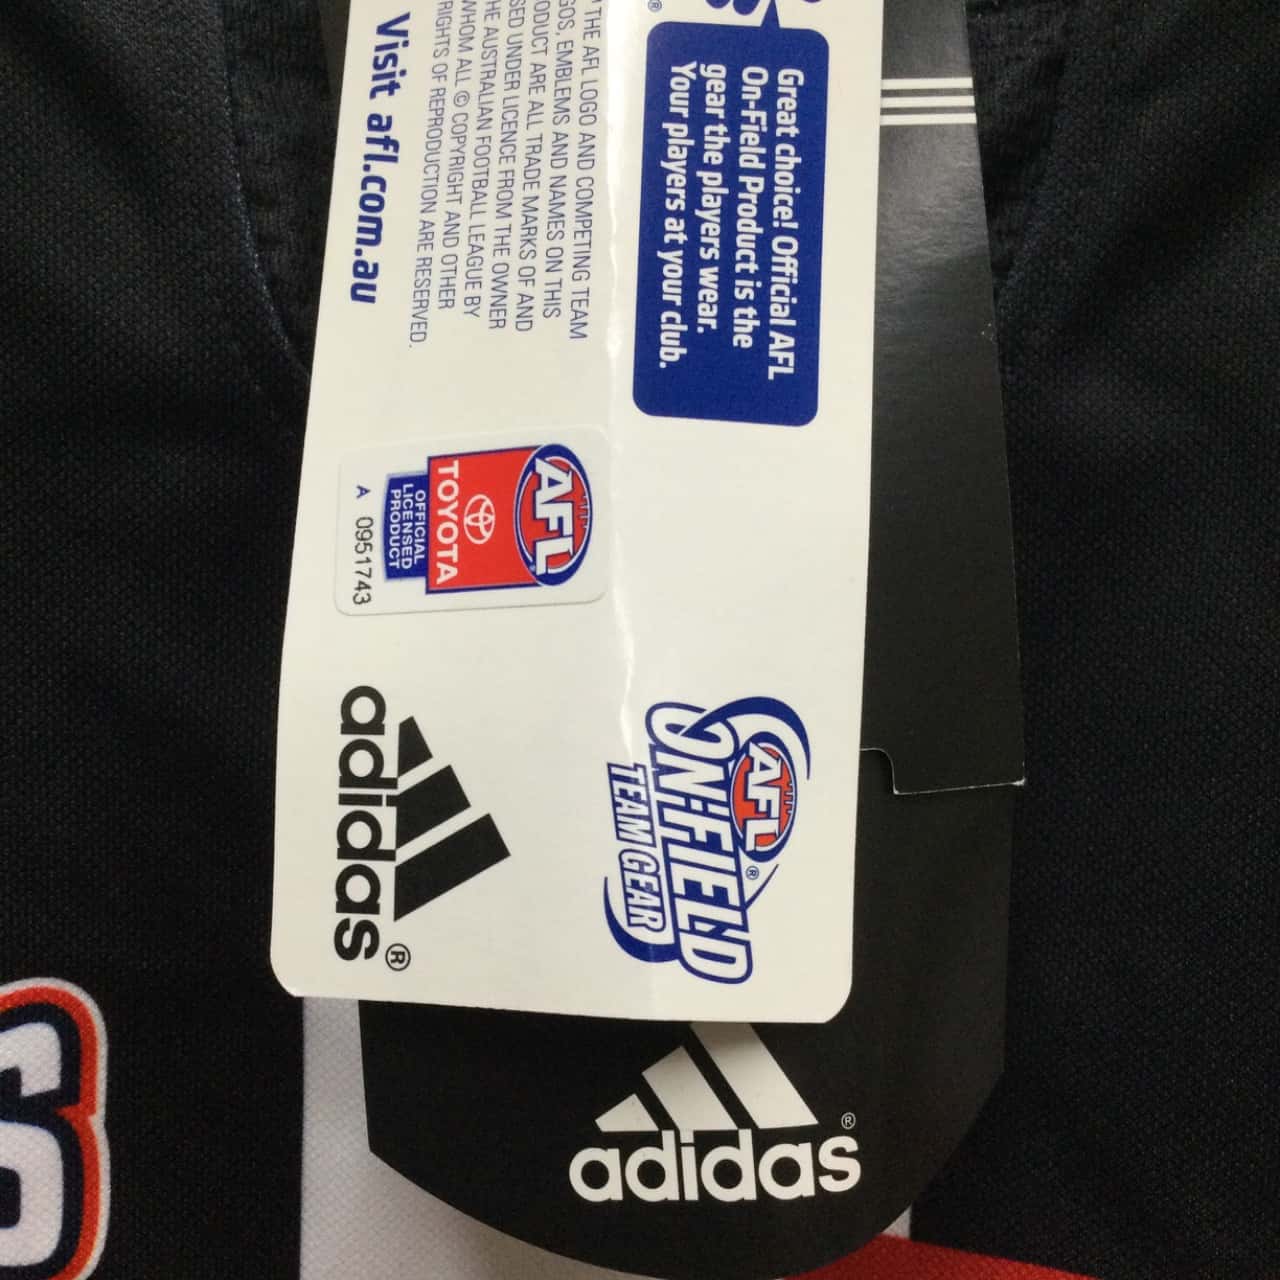 ®
Great choice! Official AFL
On-Field Product is the
gear the players wear.
Your players at your club.
THE AFL LOGO AND COMPETING TEAM
EMBLEMS AND NAMES ON THIS
ARE ALL TRADE MARKS OF AND
UNDER LICENCE FROM THE OWNER
AUSTRALIAN FOOTBALL LEAGUE BY
WHOM ALL © COPYRIGHT AND OTHER
RIGHTS OF REPRODUCTION ARE RESERVED.
Visit afl.com.au
AFL
TOYOTA
OFFICIAL
LICENSED
PRODUCT
A 0951743
AFL
ONFIELD®
TEAM GEAR
adidas®
adidas®
S